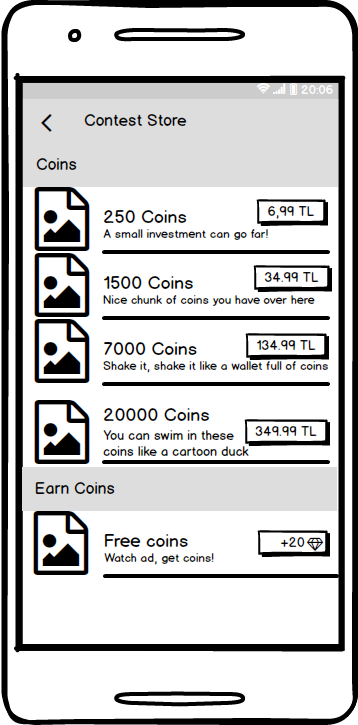 20:06
Contest Store
Coins
250 Coins
6,99 TL
A small investment can go far!
1500 Coins
34.99 TL
Nice chunk of coins you have over here
7000 Coins
134.99 TL
Shake it, shake it like a wallet full of coins
20000 Coins
You can swim in these
349.99 TL
coins like a cartoon duck
Earn Coins
Free coins
+20
Watch ad, get coins!